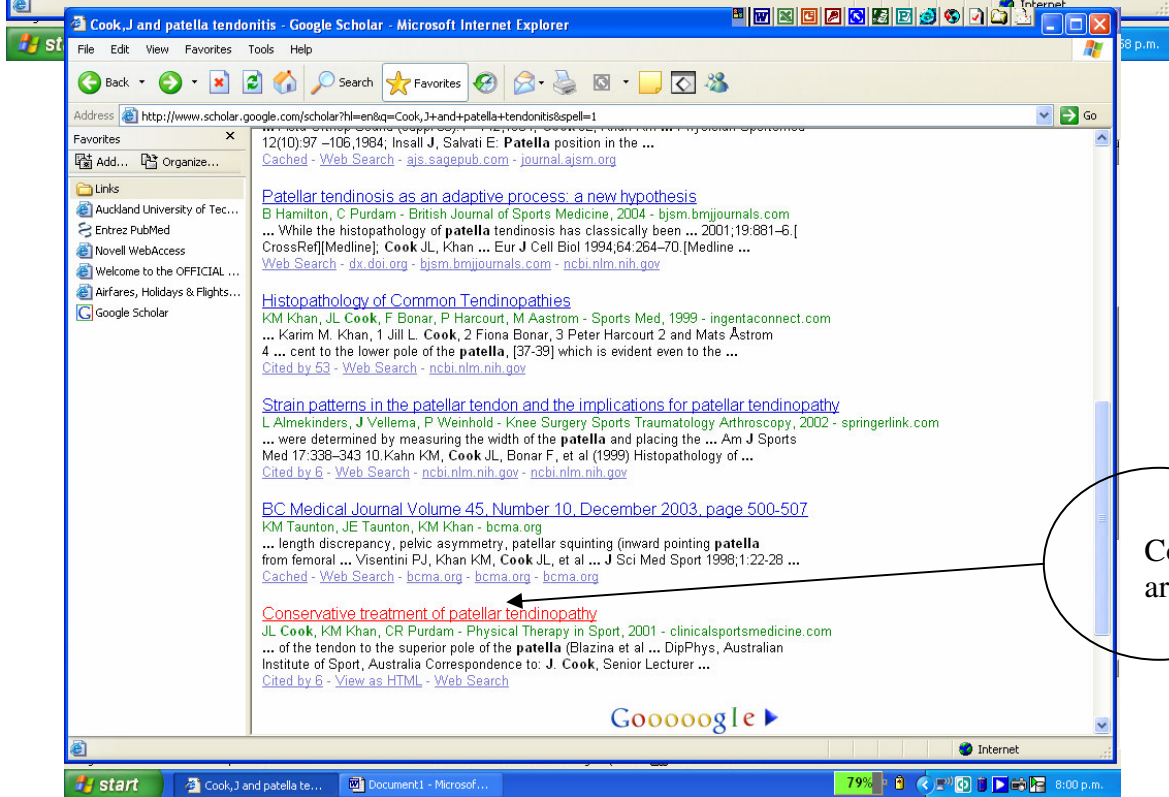 Internet
st
58 p.m.
Cook,J and patella tendonitis - Google Scholar - Microsoft Internet Explorer
File Edit View Favorites Tools Help
Back Search Favorites
Address http://www.scholar.google.com/scholar?hl=en&q=Cook,J+and+patella+tendonitis&spell=1 Go
Favorites x
Add... Organize...
Links
Auckland University of Tec...
Entrez PubMed
Novell WebAccess
Welcome to the OFFICIAL ...
Airfares, Holidays & Flights...
Google Scholar
12(10):97 –106,1984; Insall J, Salvati E: Patella position in the ...
Cached - Web Search - ajs.sagepub.com - journal.ajsm.org
Patellar tendinosis as an adaptive process: a new hypothesis
B Hamilton, C Purdam - British Journal of Sports Medicine, 2004 - bjsm.bmjjournals.com
... While the histopathology of patella tendinosis has classically been ... 2001;19:881–6.[
CrossRef][Medline]; Cook JL, Khan ... Eur J Cell Biol 1994;64:264–70.[Medline ...
Web Search - dx.doi.org - bjsm.bmjjournals.com - ncbi.nlm.nih.gov
Histopathology of Common Tendinopathies
KM Khan, JL Cook, F Bonar, P Harcourt, M Aastrom - Sports Med, 1999 - ingentaconnect.com
... Karim M. Khan, 1 Jill L. Cook, 2 Fiona Bonar, 3 Peter Harcourt 2 and Mats Åstrom
4 ... cent to the lower pole of the patella, [37-39] which is evident even to the ...
Cited by 53 - Web Search - ncbi.nlm.nih.gov
Strain patterns in the patellar tendon and the implications for patellar tendinopathy
L Almekinders, J Vellema, P Weinhold - Knee Surgery Sports Traumatology Arthroscopy, 2002 - springerlink.com
... were determined by measuring the width of the patella and placing the ... Am J Sports
Med 17:338–343 10.Kahn KM, Cook JL, Bonar F, et al (1999) Histopathology of ...
Cited by 6 - Web Search - ncbi.nlm.nih.gov - ncbi.nlm.nih.gov
BC Medical Journal Volume 45, Number 10, December 2003, page 500-507
KM Taunton, JE Taunton, KM Khan - bcma.org
... length discrepancy, pelvic asymmetry, patellar squinting (inward pointing patella
from femoral ... Visentini PJ, Khan KM, Cook JL, et al ... J Sci Med Sport 1998;1:22-28 ...
Cached - Web Search - bcma.org - bcma.org - bcma.org
Conservative treatment of patellar tendinopathy
JL Cook, KM Khan, CR Purdam - Physical Therapy in Sport, 2001 - clinicalsportsmedicine.com
... of the tendon to the superior pole of the patella (Blazina et al ... DipPhys, Australian
Institute of Sport, Australia Correspondence to: J. Cook, Senior Lecturer ...
Cited by 6 - View as HTML - Web Search
Gooooogle
Internet
start Cook,J and patella te... Document1 - Microsof... 79% 8:00 p.m.